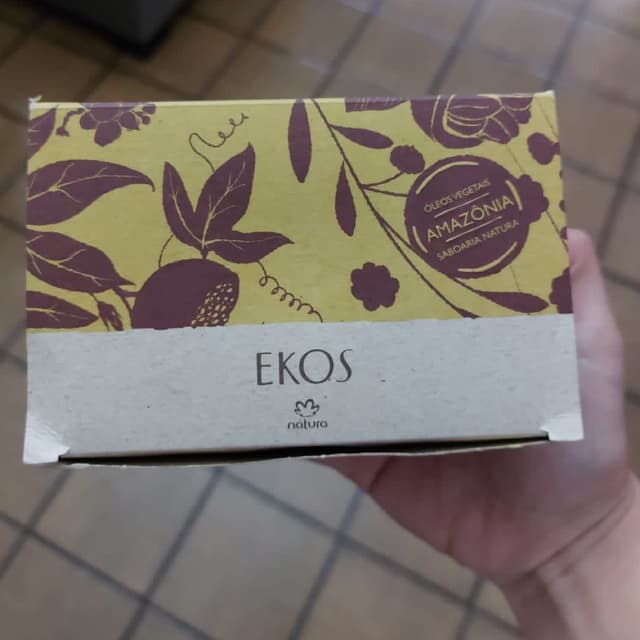 ÓLEOS VEGETAIS
AMAZÔNIA
SABOARIA NATURA
EKOS
natura